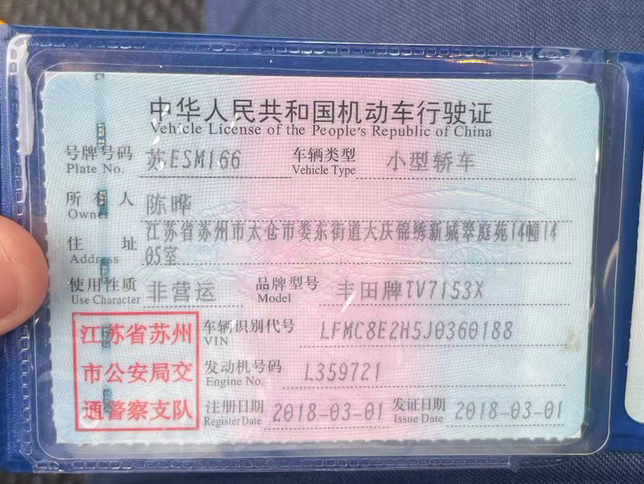 中华人民共和国机动车行驶证
Vehicle License of the People's Republic of China
号牌号码 苏ESM166 车辆类型 小型轿车
Plate No. Vehicle Type
所有人 陈晔
Owner
住址 江苏省苏州市太仓市娄东街道大庆锦绣新城翠庭苑14幢14
Address 05室
使用性质 非营运 品牌型号 丰田牌TV7153X
Use Character Model
江苏省苏州
市公安局交
通警察支队
车辆识别代号 LFMC8E2H5J0360188
VIN
发动机号码 L359721
Engine No.
注册日期 2018-03-01 发证日期 2018-03-01
Register Date Issue Date